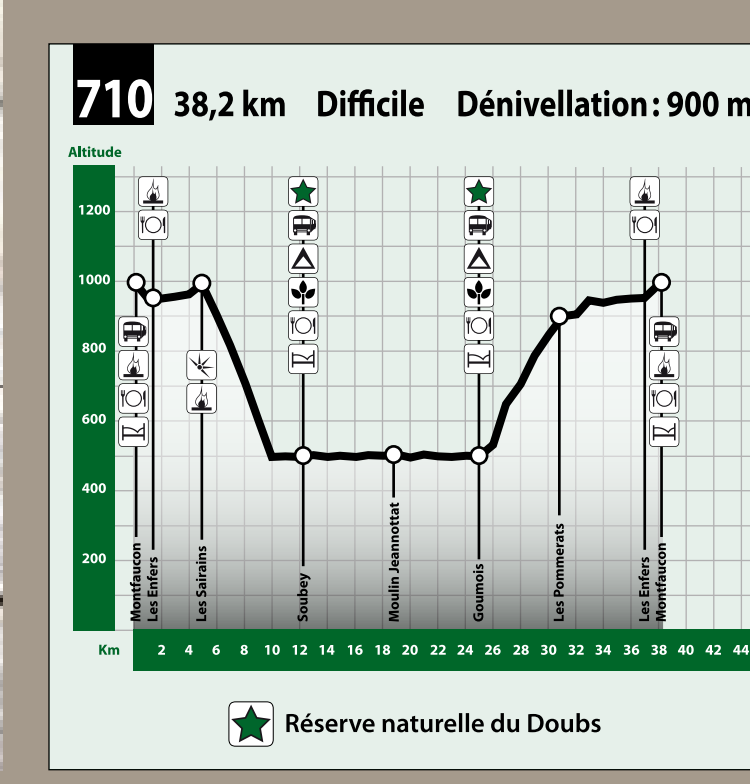 710 38,2 km Difficile Dénivellation: 900 m
Altitude
1200
1000
800
600
400
200
Montfaucon
Les Enfers
Les Sairains
Soubey
Moulin Jeannottat
Goumois
Les Pommerats
Les Enfers
Montfaucon
Km 2 4 6 8 10 12 14 16 18 20 22 24 26 28 30 32 34 36 38 40 42 44
Réserve naturelle du Doubs